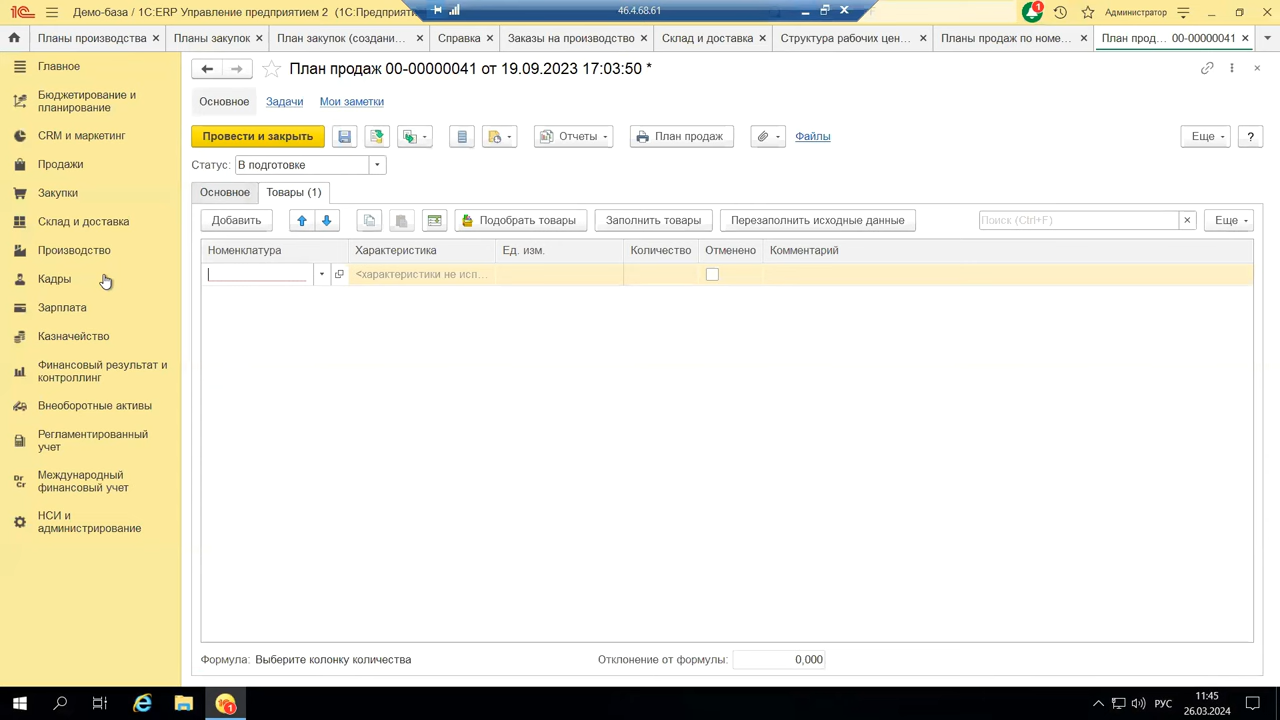 Демо-база / 1С:ERP Управление предприятием 2 (1С:Предприятие
46.4.68.61
1
Администратор
Планы производства
Планы закупок
План закупок (создани...
Справка
Заказы на производство
Склад и доставка
Структура рабочих цен...
Планы продаж по номе...
План прод... 00-00000041
Главное
Бюджетирование и
планирование
CRM и маркетинг
Продажи
Закупки
Склад и доставка
Производство
Кадры
Зарплата
Казначейство
Финансовый результат и
контроллинг
Внеоборотные активы
Регламентированный
учет
Международный
финансовый учет
НСИ и
администрирование
План продаж 00-00000041 от 19.09.2023 17:03:50 *
Основное Задачи Мои заметки
Провести и закрыть Отчеты План продаж Файлы Еще ?
Статус: В подготовке
Основное Товары (1)
Добавить Подобрать товары Заполнить товары Перезаполнить исходные данные Поиск (Ctrl+F) × Еще
Номенклатура Характеристика Ед. изм. Количество Отменено Комментарий
<характеристики не исп...
Формула: Выберите колонку количества Отклонение от формулы: 0,000
1
РУС
11:45
26.03.2024